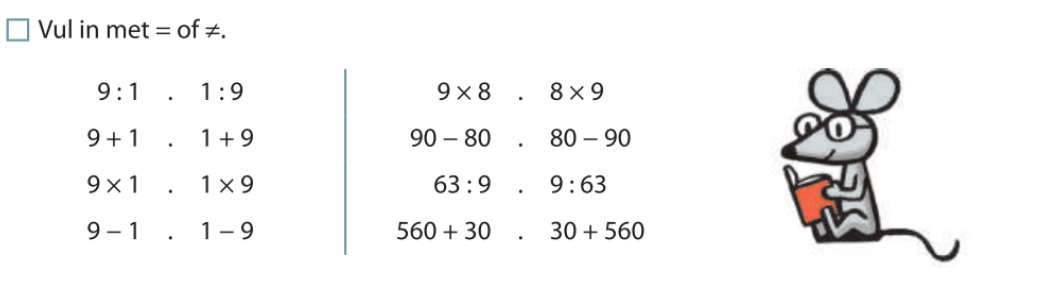 Vul in met = of ≠.
9 : 1 . 1 : 9
9 + 1 . 1 + 9
9 × 1 . 1 × 9
9 – 1 . 1 – 9
9 × 8 . 8 × 9
90 – 80 . 80 – 90
63 : 9 . 9 : 63
560 + 30 . 30 + 560